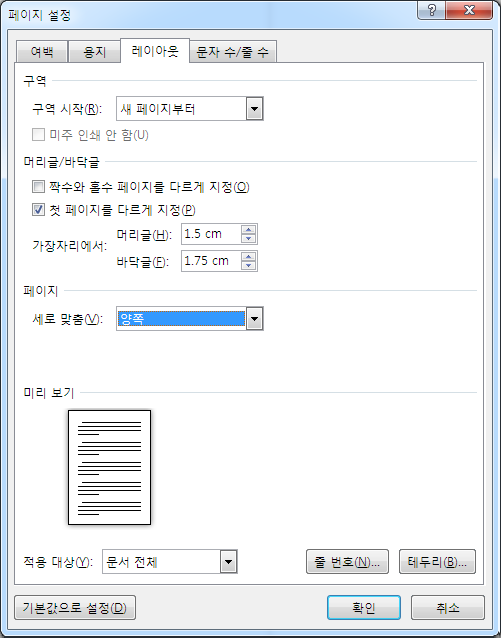 페이지 설정
여백 용지 레이아웃 문자 수/줄 수
구역
구역 시작(R): 새 페이지부터
미주 인쇄 안 함(U)
머리글/바닥글
짝수와 홀수 페이지를 다르게 지정(O)
첫 페이지를 다르게 지정(P)
가장자리에서: 머리글(H): 1.5 cm
바닥글(F): 1.75 cm
페이지
세로 맞춤(V): 양쪽
미리 보기
적용 대상(Y): 문서 전체 줄 번호(N)... 테두리(B)...
기본값으로 설정(D) 확인 취소